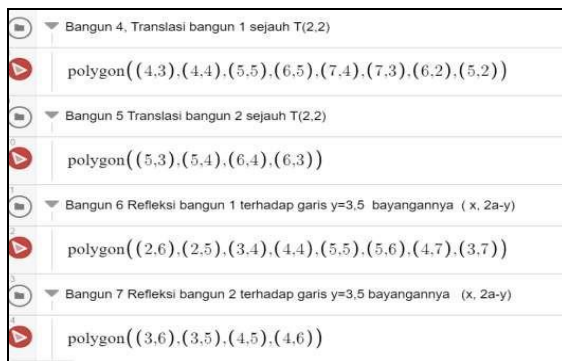 Bangun 4, Translasi bangun 1 sejauh T(2,2)
polygon((4,3),(4,4),(5,5),(6,5),(7,4),(7,3),(6,2),(5,2))
Bangun 5 Translasi bangun 2 sejauh T(2,2)
polygon((5,3),(5,4),(6,4),(6,3))
Bangun 6 Refleksi bangun 1 terhadap garis y=3,5 bayangannya ( x, 2a-y)
polygon((2,6),(2,5),(3,4),(4,4),(5,5),(5,6),(4,7),(3,7))
Bangun 7 Refleksi bangun 2 terhadap garis y=3,5 bayangannya (x, 2a-y)
polygon((3,6),(3,5),(4,5),(4,6))